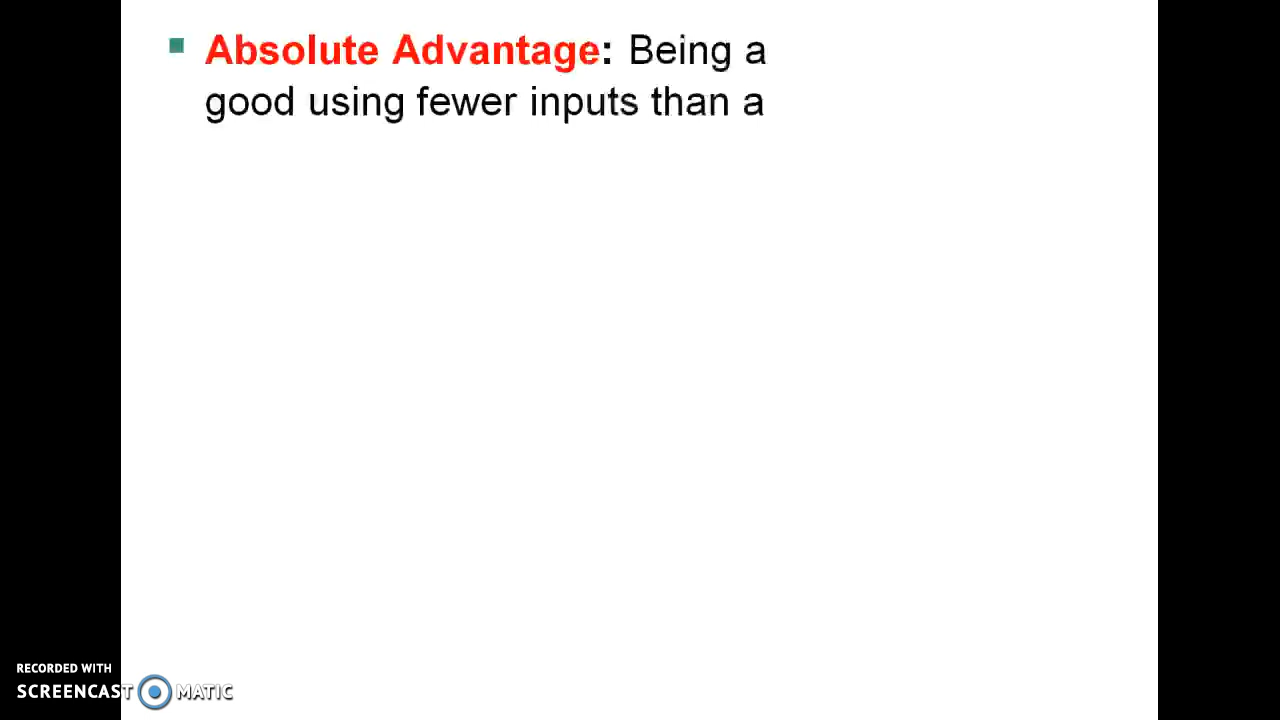 Absolute Advantage: Being a
good using fewer inputs than a
RECORDED WITH
SCREENCAST MATIC